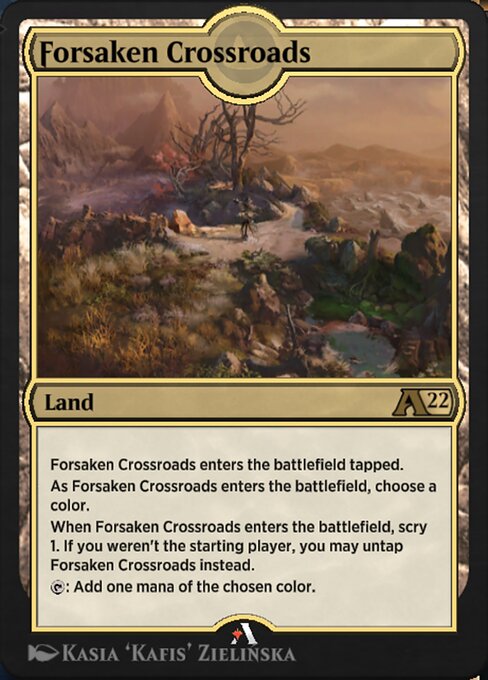 Forsaken Crossroads
Land
22
Forsaken Crossroads enters the battlefield tapped.
As Forsaken Crossroads enters the battlefield, choose a
color.
When Forsaken Crossroads enters the battlefield, scry
1. If you weren't the starting player, you may untap
Forsaken Crossroads instead.
: Add one mana of the chosen color.
Kasia 'Kafis' Zielińska